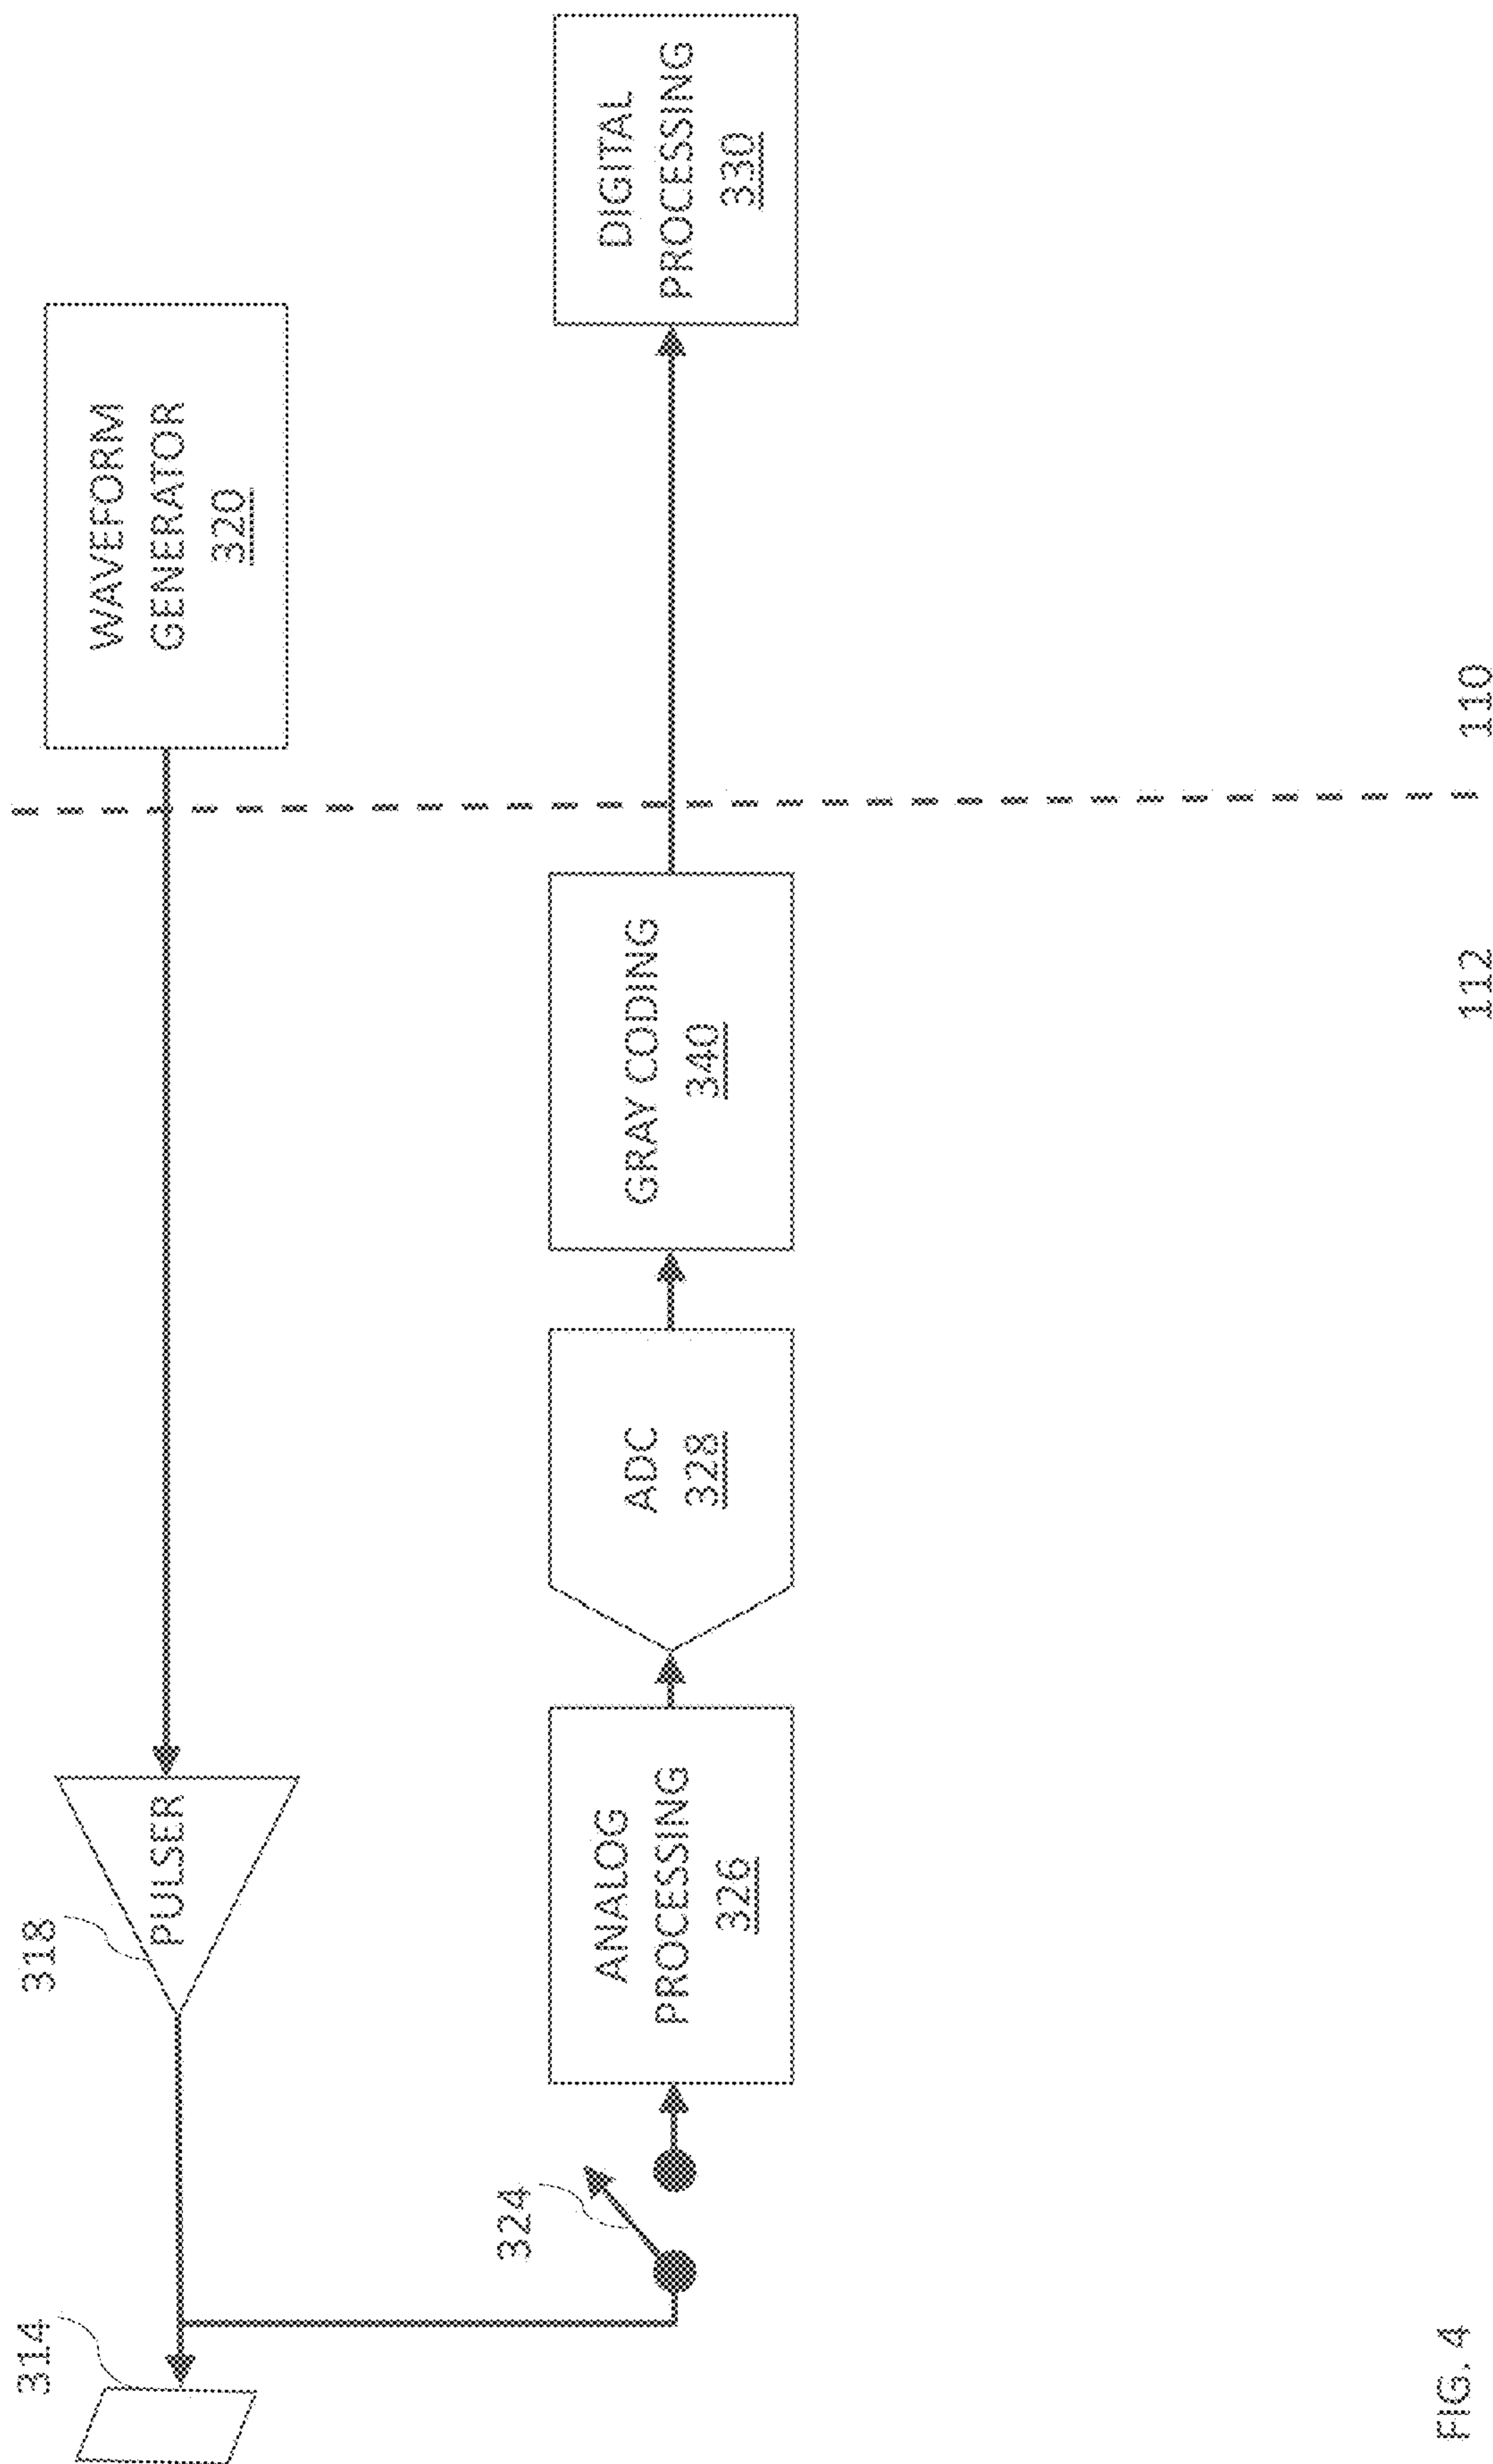 314
318
PULSER
WAVEFORM
GENERATOR
320
324
ANALOG
PROCESSING
326
ADC
328
GRAY CODING
340
DIGITAL
PROCESSING
330
FIG. 4
112
110